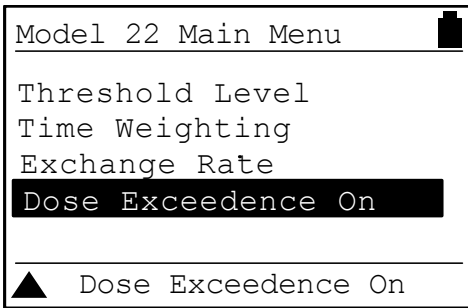 Model 22 Main Menu
Threshold Level
Time Weighting
Exchange Rate
Dose Exceedence On
Dose Exceedence On